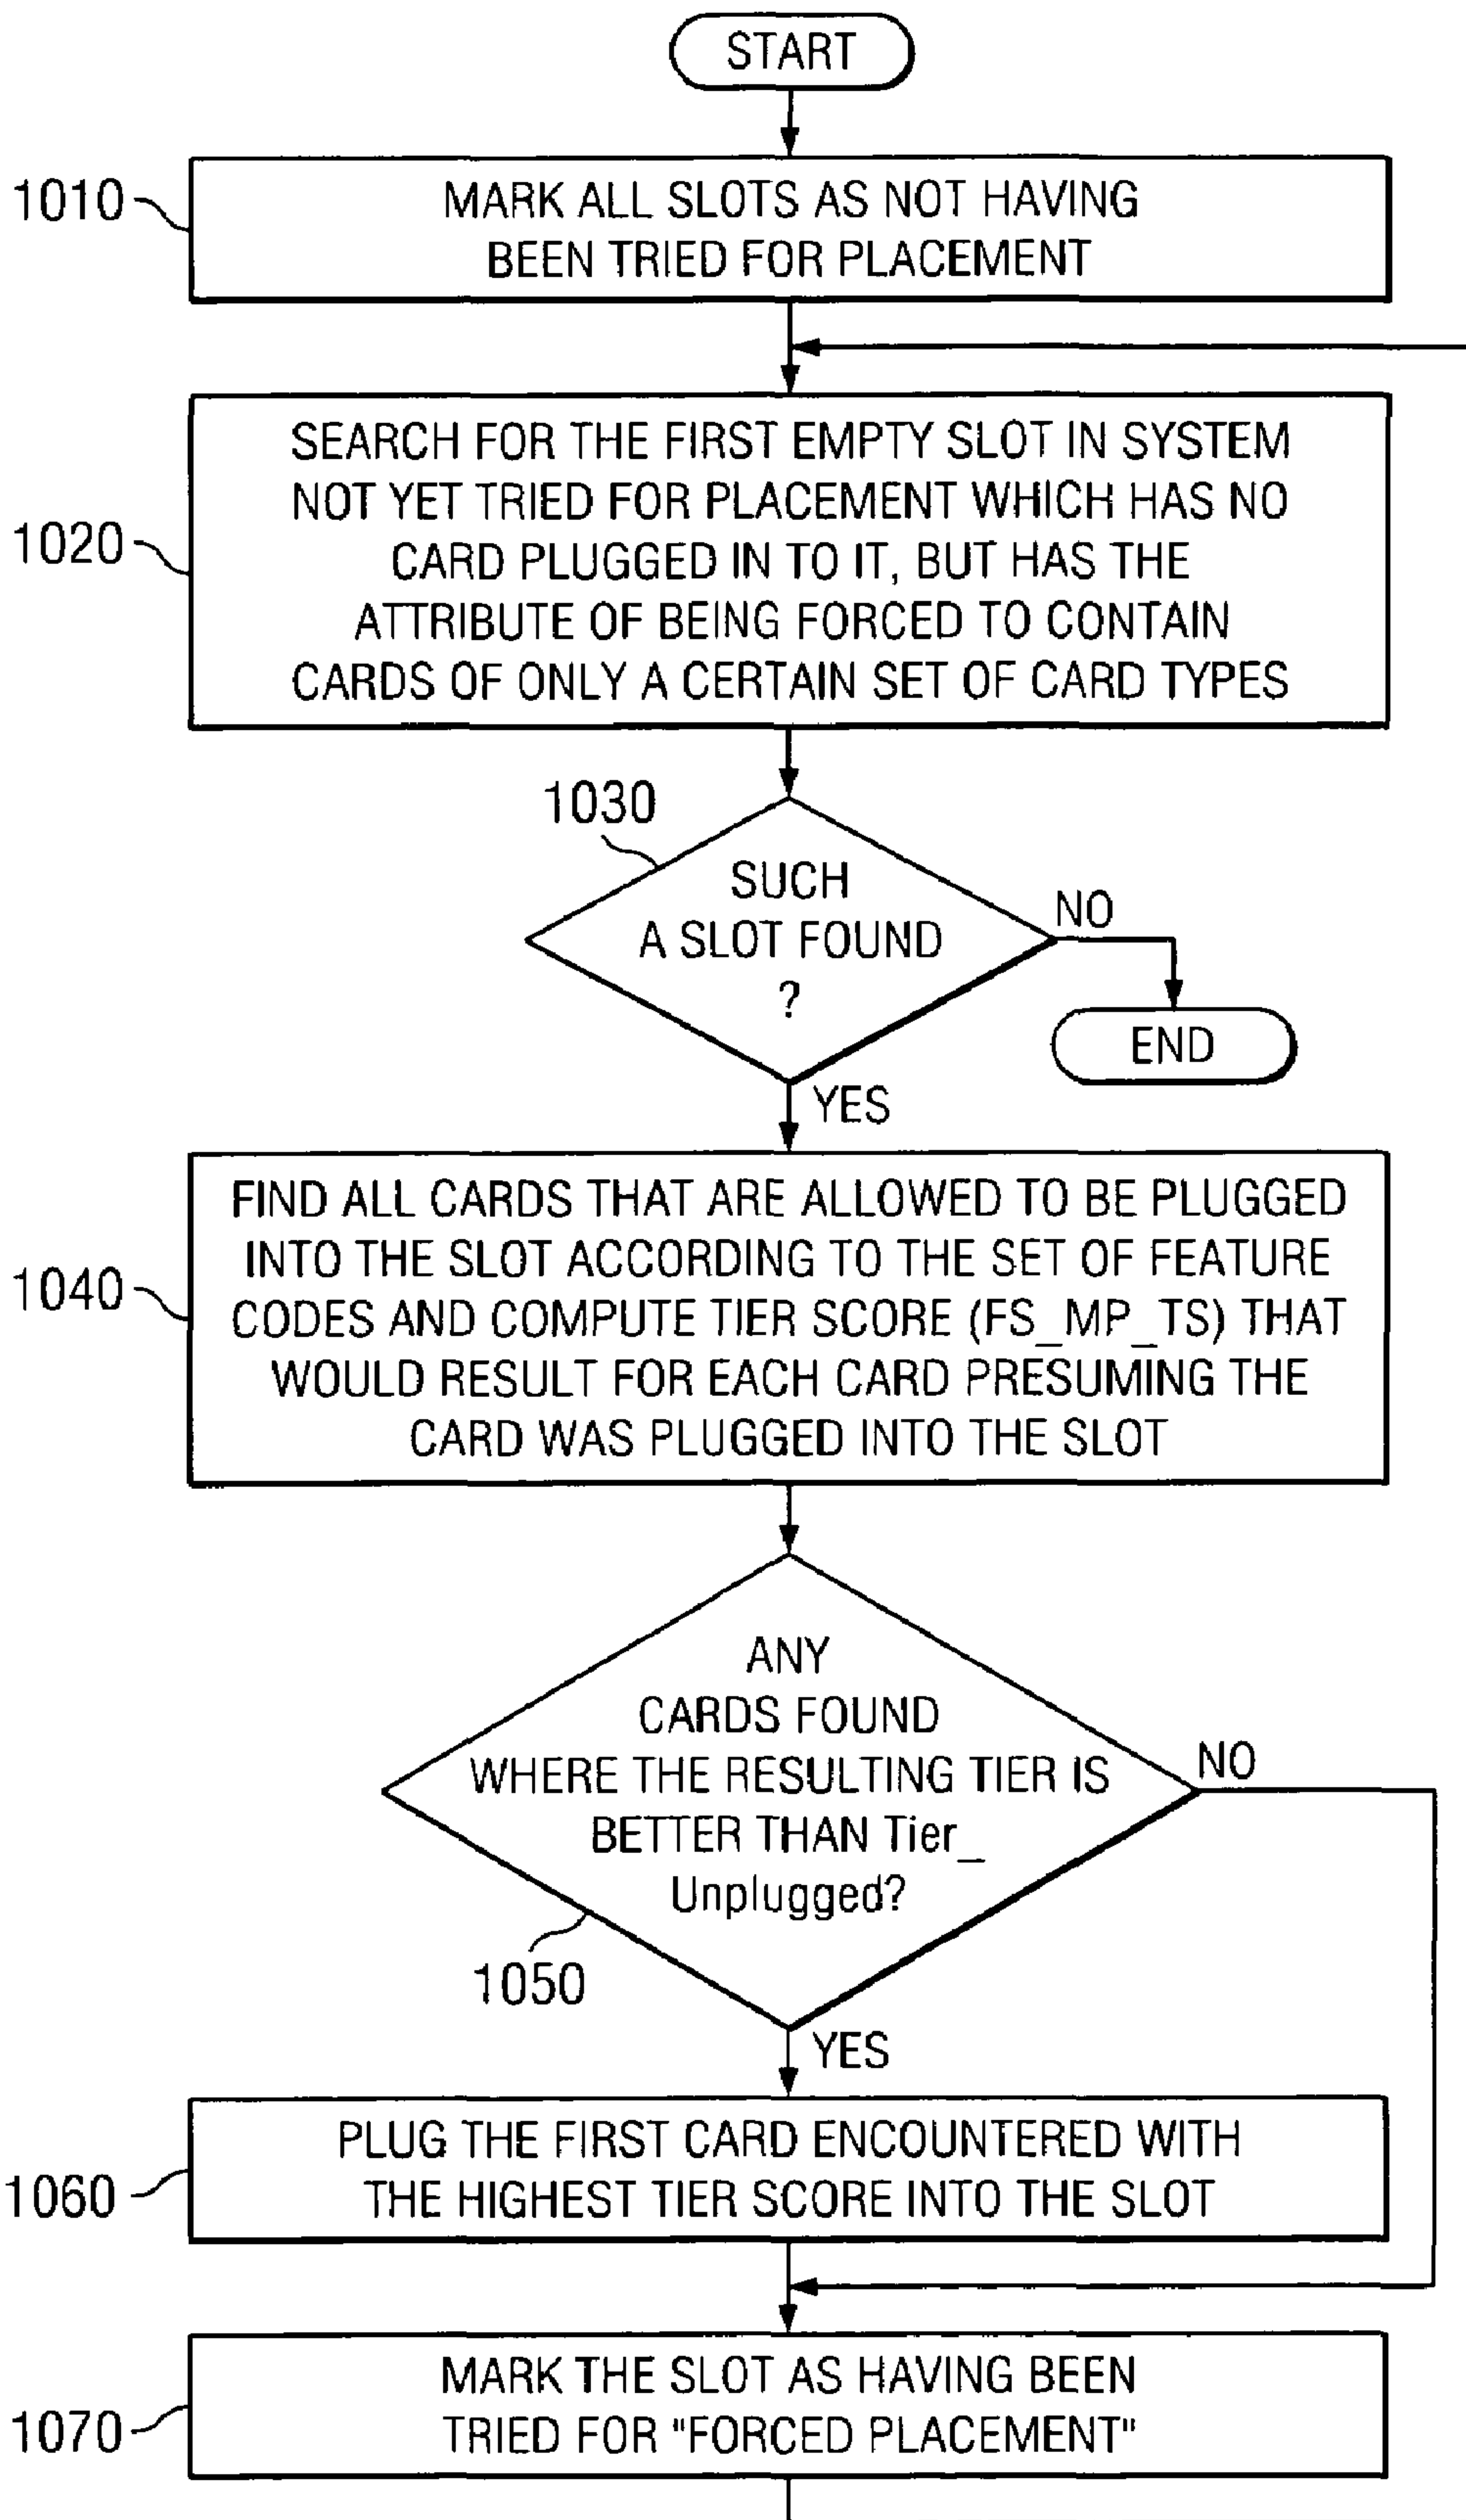 START
1010
MARK ALL SLOTS AS NOT HAVING
BEEN TRIED FOR PLACEMENT
1020
SEARCH FOR THE FIRST EMPTY SLOT IN SYSTEM
NOT YET TRIED FOR PLACEMENT WHICH HAS NO
CARD PLUGGED IN TO IT, BUT HAS THE
ATTRIBUTE OF BEING FORCED TO CONTAIN
CARDS OF ONLY A CERTAIN SET OF CARD TYPES
1030
SUCH
A SLOT FOUND
?
NO
END
YES
1040
FIND ALL CARDS THAT ARE ALLOWED TO BE PLUGGED
INTO THE SLOT ACCORDING TO THE SET OF FEATURE
CODES AND COMPUTE TIER SCORE (FS_MP_TS) THAT
WOULD RESULT FOR EACH CARD PRESUMING THE
CARD WAS PLUGGED INTO THE SLOT
ANY
CARDS FOUND
WHERE THE RESULTING TIER IS
BETTER THAN Tier_
Unplugged?
NO
1050
YES
1060
PLUG THE FIRST CARD ENCOUNTERED WITH
THE HIGHEST TIER SCORE INTO THE SLOT
1070
MARK THE SLOT AS HAVING BEEN
TRIED FOR "FORCED PLACEMENT"